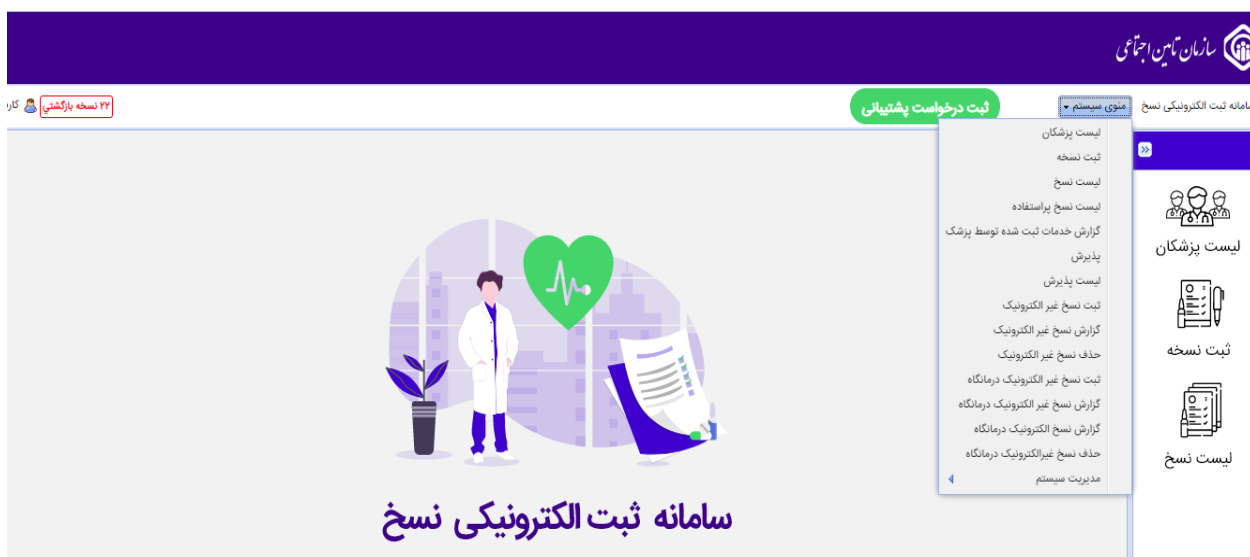 سازمان تامین اجتماعی
سامانه ثبت الکترونیکی نسخ
منوی سیستم
ثبت درخواست پشتیبانی
۲۲ نسخه بازگشتي
لیست پزشکان
ثبت نسخه
لیست نسخ
لیست نسخ پراستفاده
گزارش خدمات ثبت شده توسط پزشک
پذیرش
لیست پذیرش
ثبت نسخ غیر الکترونیک
گزارش نسخ غیر الکترونیک
حذف نسخ غیر الکترونیک
ثبت نسخ غیر الکترونیک درمانگاه
گزارش نسخ غیر الکترونیک درمانگاه
گزارش نسخ الکترونیک درمانگاه
حذف نسخ غیرالکترونیک درمانگاه
مدیریت سیستم
لیست پزشکان
ثبت نسخه
لیست نسخ
سامانه ثبت الکترونیکی نسخ